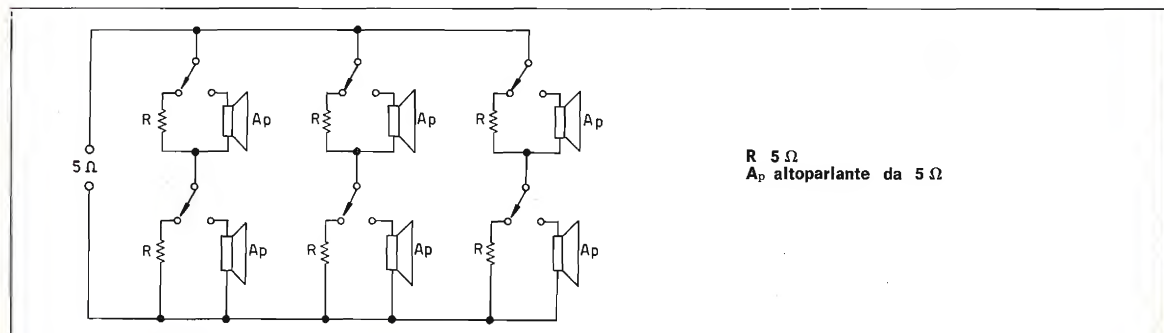 R Ap R Ap R Ap
5 Ω
R Ap R Ap R Ap
R 5 Ω
Ap altoparlante da 5 Ω